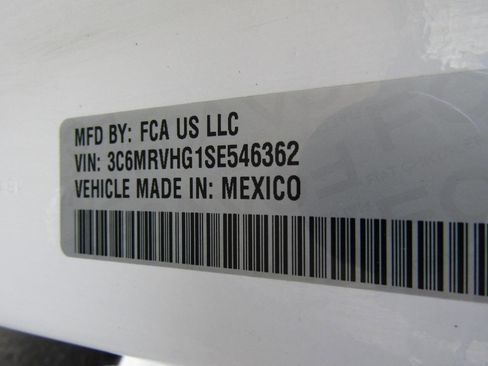 MFD BY: FCA US LLC
VIN: 3C6MRVHG1SE546362
VEHICLE MADE IN: MEXICO